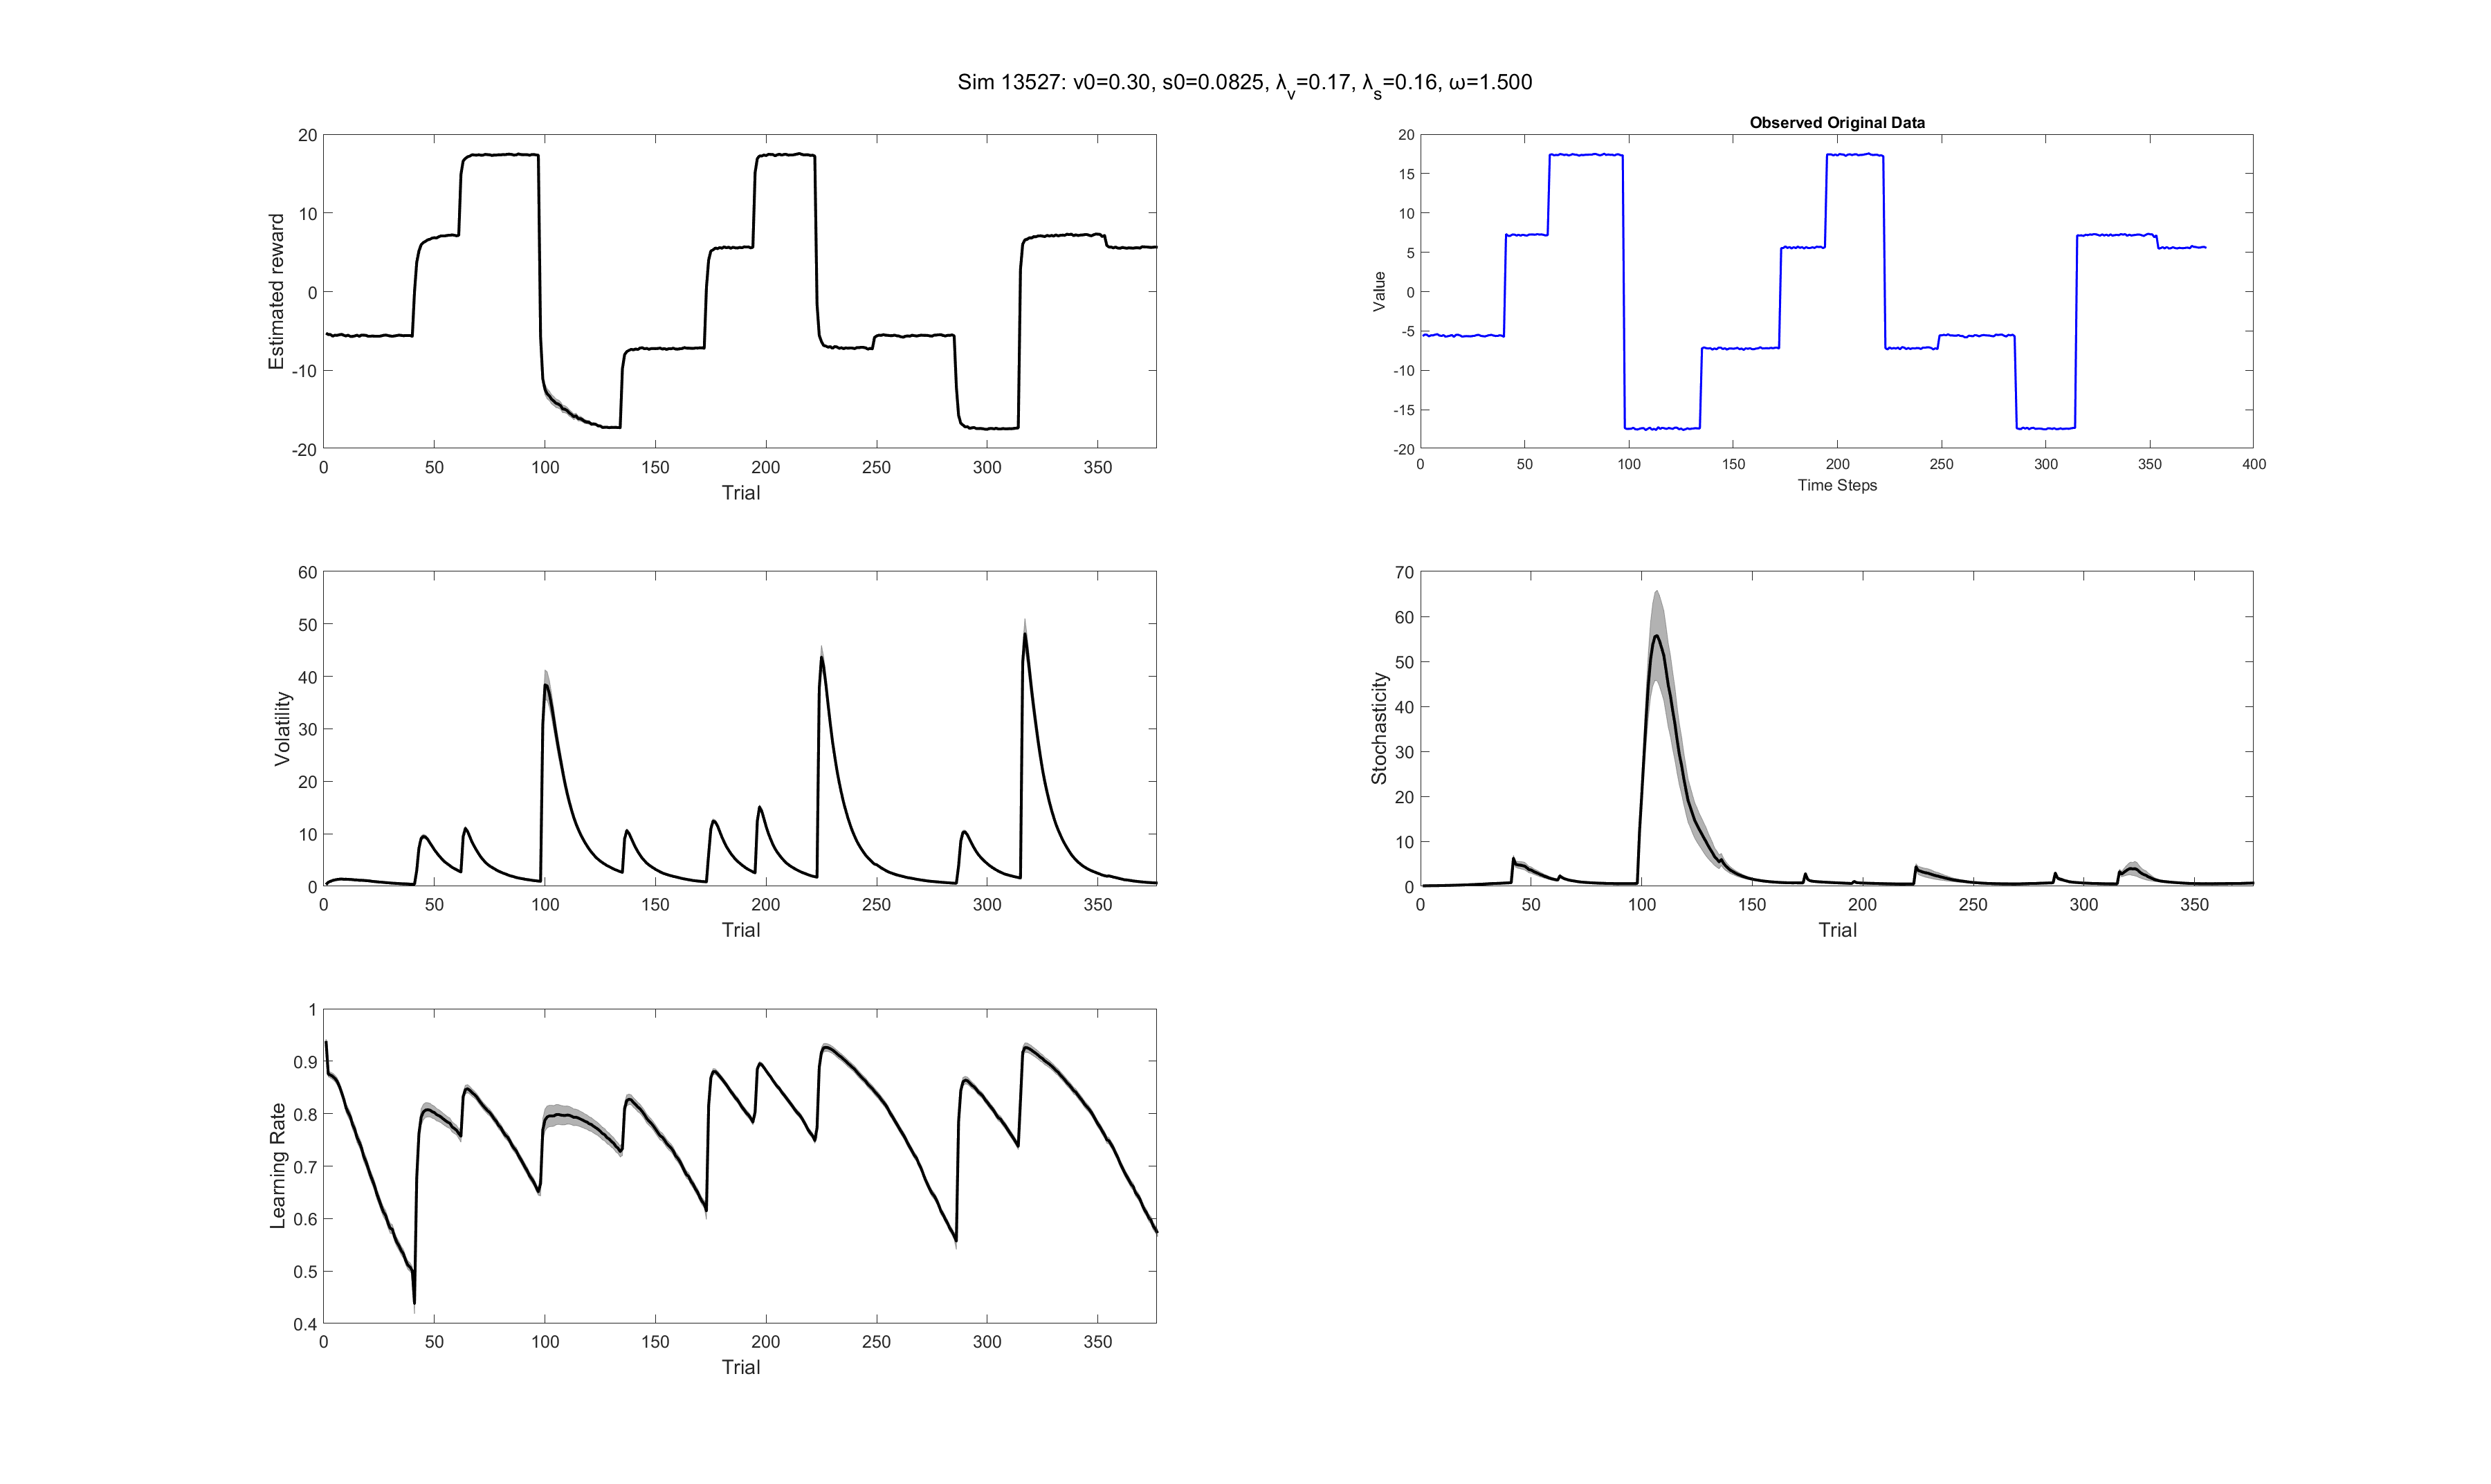 Sim 13527: v0=0.30, s0=0.0825, λv=0.17, λs=0.16, ω=1.500
20
10
0
-10
-20
Estimated reward
0 50 100 150 200 250 300 350
Trial
Observed Original Data
20
15
10
5
0
-5
-10
-15
-20
Value
0 50 100 150 200 250 300 350 400
Time Steps
60
50
40
30
20
10
0
Volatility
0 50 100 150 200 250 300 350
Trial
70
60
50
40
30
20
10
0
Stochasticity
0 50 100 150 200 250 300 350
Trial
1
0.9
0.8
0.7
0.6
0.5
0.4
Learning Rate
0 50 100 150 200 250 300 350
Trial